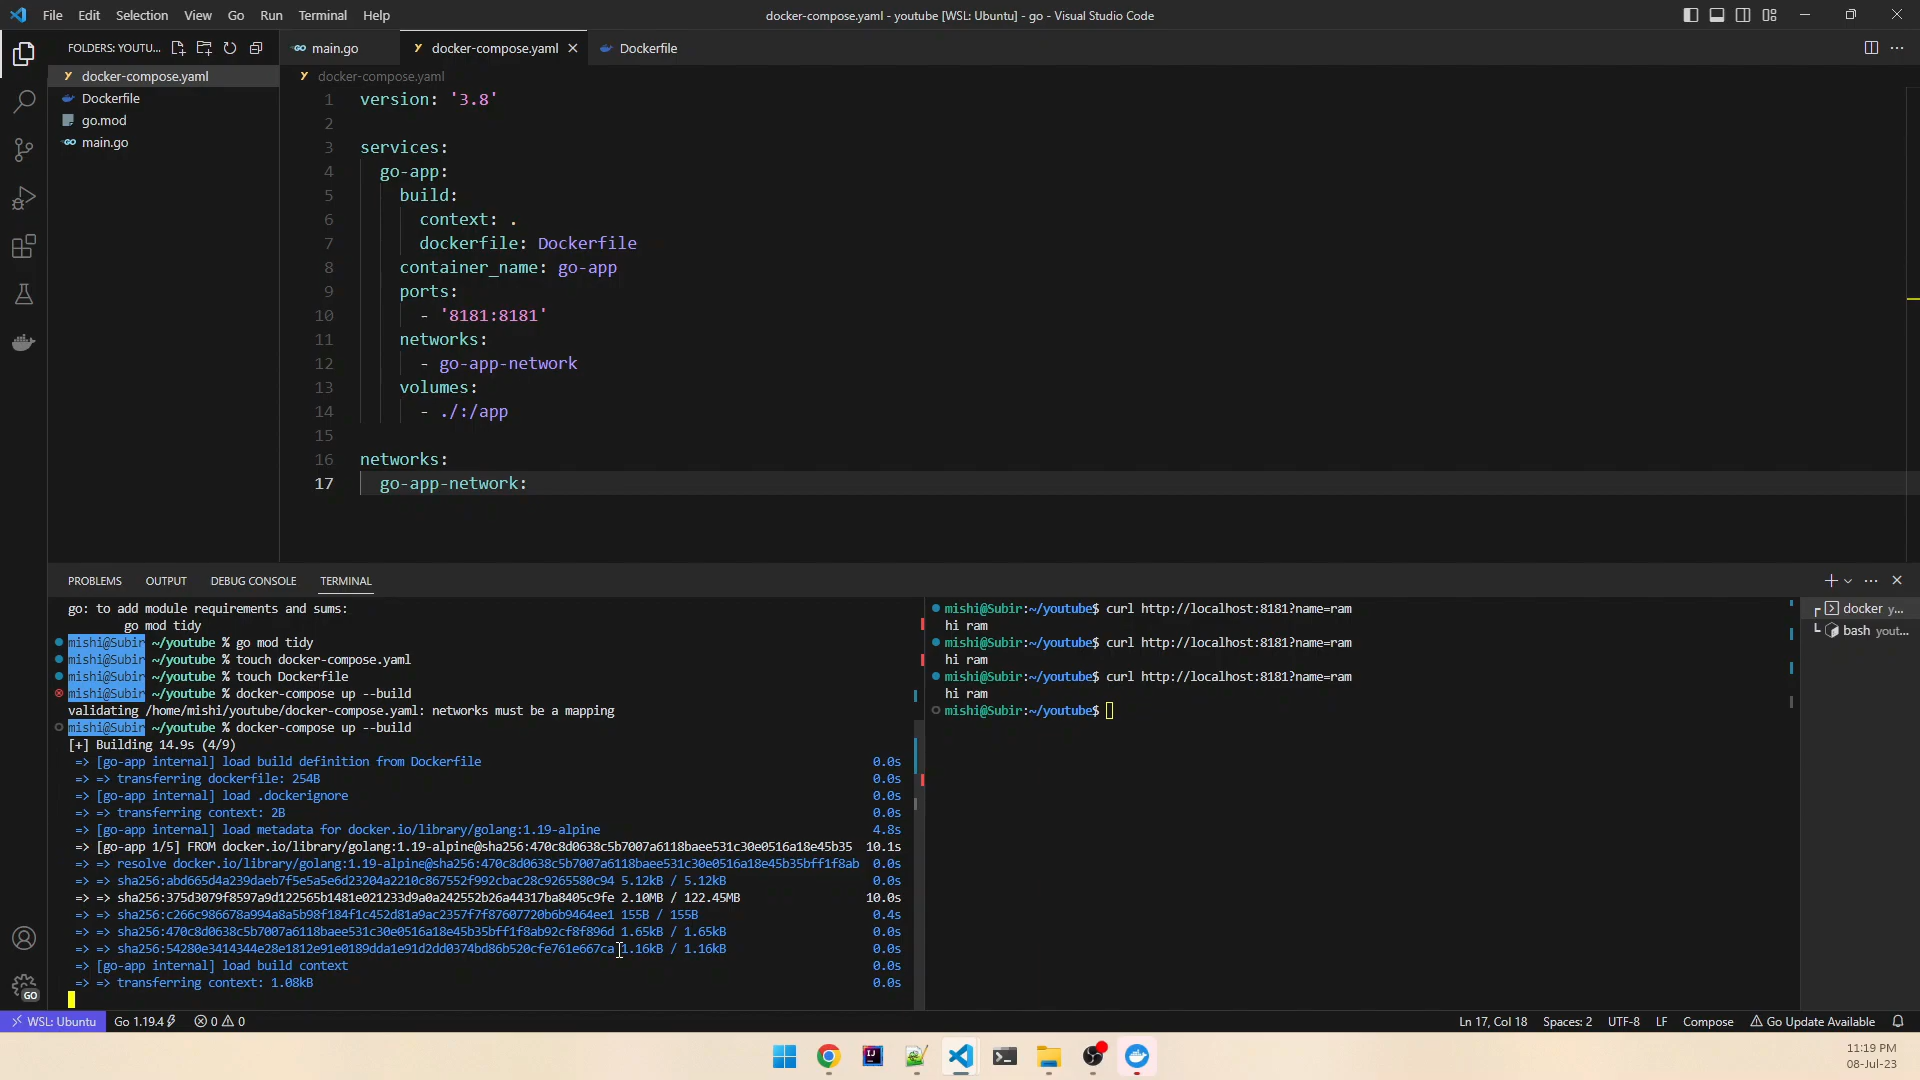 File Edit Selection View Go Run Terminal Help
docker-compose.yaml - youtube [WSL: Ubuntu] - go - Visual Studio Code
FOLDERS: YOUTU...
main.go
docker-compose.yaml
Dockerfile
docker-compose.yaml
Dockerfile
go.mod
main.go
docker-compose.yaml
1 version: '3.8'
2
3 services:
4 go-app:
5 build:
6 context: .
7 dockerfile: Dockerfile
8 container_name: go-app
9 ports:
10 - '8181:8181'
11 networks:
12 - go-app-network
13 volumes:
14 - ./:/app
15
16 networks:
17 go-app-network:
PROBLEMS OUTPUT DEBUG CONSOLE TERMINAL
go: to add module requirements and sums:
go mod tidy
mishi@Subir ~/youtube % go mod tidy
mishi@Subir ~/youtube % touch docker-compose.yaml
mishi@Subir ~/youtube % touch Dockerfile
mishi@Subir ~/youtube % docker-compose up --build
validating /home/mishi/youtube/docker-compose.yaml: networks must be a mapping
mishi@Subir ~/youtube % docker-compose up --build
[+] Building 14.9s (4/9)
=> [go-app internal] load build definition from Dockerfile 0.0s
=> => transferring dockerfile: 254B 0.0s
=> [go-app internal] load .dockerignore 0.0s
=> => transferring context: 2B 0.0s
=> [go-app internal] load metadata for docker.io/library/golang:1.19-alpine 4.8s
=> [go-app 1/5] FROM docker.io/library/golang:1.19-alpine@sha256:470c8d0638c5b7007a6118baee531c30e0516a18e45b35 10.1s
=> => resolve docker.io/library/golang:1.19-alpine@sha256:470c8d0638c5b7007a6118baee531c30e0516a18e45b35bff1f8ab 0.0s
=> => sha256:abd665d4a239daeb7f5e5a5e6d23204a2210c867552f992cbac28c9265580c94 5.12kB / 5.12kB 0.0s
=> => sha256:375d3079f8597a9d122565b1481e021233d9a0a242552b26a44317ba8405c9fe 2.10MB / 122.45MB 10.0s
=> => sha256:c266c986678a994a8a5b98f184f1c452d81a9ac2357f7f87607720b6b9464ee1 155B / 155B 0.4s
=> => sha256:470c8d0638c5b7007a6118baee531c30e0516a18e45b35bff1f8ab92cf8f896d 1.65kB / 1.65kB 0.0s
=> => sha256:54280e3414344e28e1812e91e0189dda1e91d2dd0374bd86b520cfe761e667ca 1.16kB / 1.16kB 0.0s
=> [go-app internal] load build context 0.0s
=> => transferring context: 1.08kB 0.0s
mishi@Subir:~/youtube$ curl http://localhost:8181?name=ram
hi ram
mishi@Subir:~/youtube$ curl http://localhost:8181?name=ram
hi ram
mishi@Subir:~/youtube$ curl http://localhost:8181?name=ram
hi ram
mishi@Subir:~/youtube$
docker y...
bash yout...
GO
WSL: Ubuntu Go 1.19.4 0 0
Ln 17, Col 18 Spaces: 2 UTF-8 LF Compose Go Update Available
11:19 PM
08-Jul-23